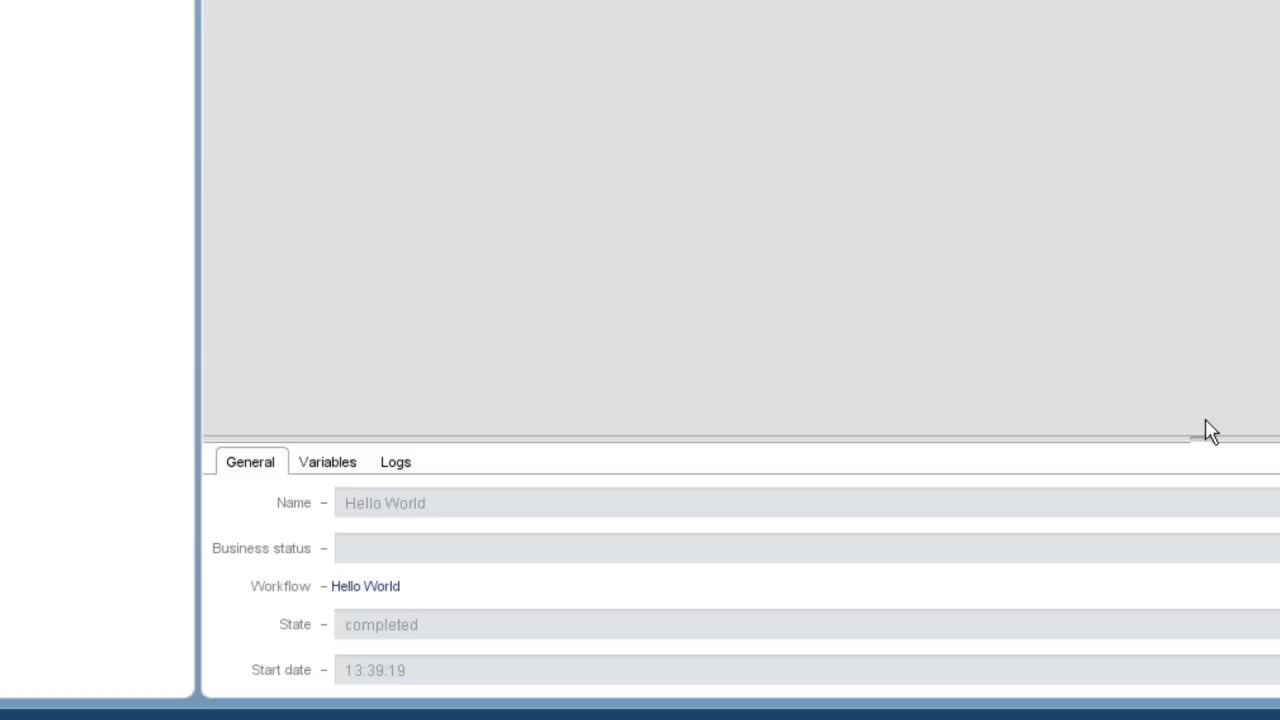 General Variables Logs
Name – Hello World
Business status –
Workflow – Hello World
State – completed
Start date – 13:39:19